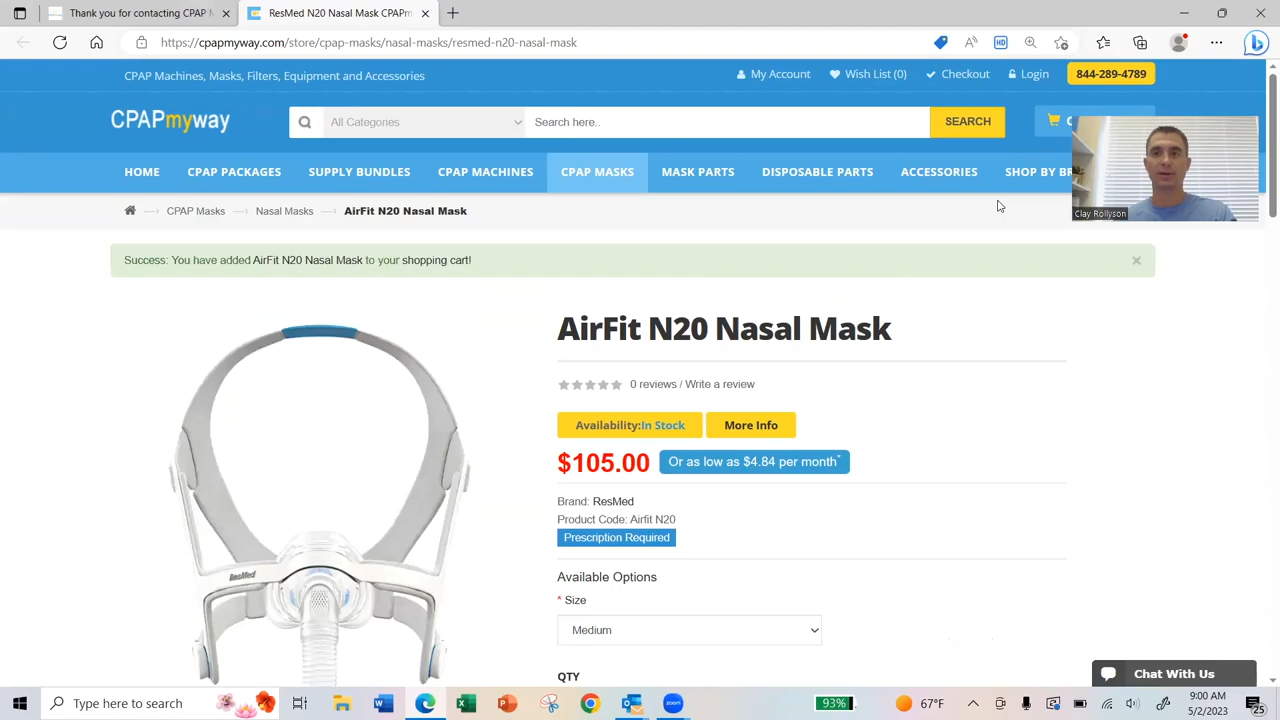 Thank you for contacting CPAP M
ResMed N20 Nasal Mask CPAPmy
https://cpapmyway.com/store/cpap-masks/nasal-masks/resmed-n20-nasal-mask
CPAP Machines, Masks, Filters, Equipment and Accessories
My Account
Wish List (0)
Checkout
Login
844-289-4789
CPAPmyway
All Categories
Search here..
SEARCH
HOME
CPAP PACKAGES
SUPPLY BUNDLES
CPAP MACHINES
CPAP MASKS
MASK PARTS
DISPOSABLE PARTS
ACCESSORIES
SHOP BY BR
Clay Rollyson
CPAP Masks
Nasal Masks
AirFit N20 Nasal Mask
Success: You have added AirFit N20 Nasal Mask to your shopping cart!
AirFit N20 Nasal Mask
0 reviews / Write a review
Availability:In Stock
More Info
$105.00
Or as low as $4.84 per month*
Brand: ResMed
Product Code: Airfit N20
Prescription Required
Available Options
* Size
Medium
QTY
ResMed
Chat With Us
Type here to search
93%
67°F
9:00 AM
5/2/2023
25